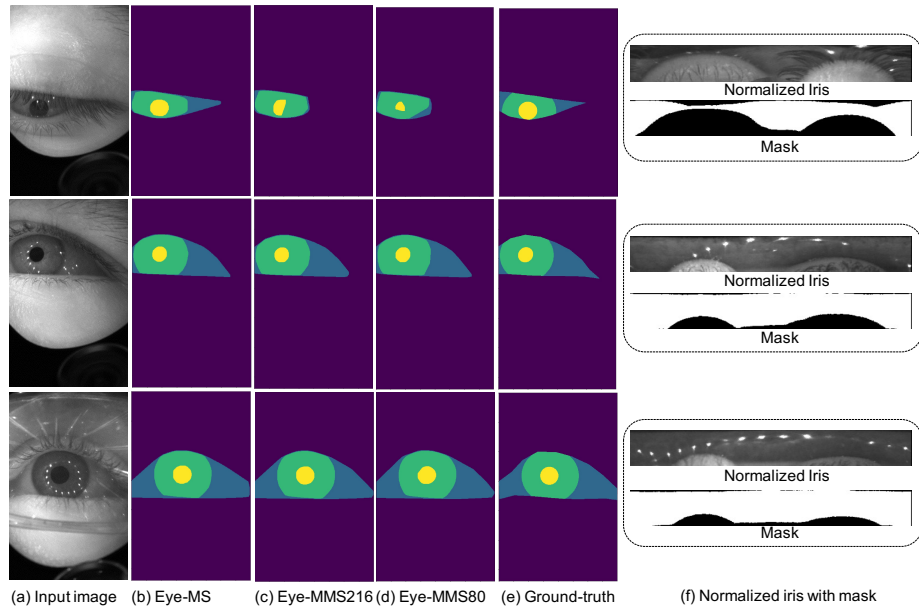 Normalized Iris
Mask
Normalized Iris
Mask
Normalized Iris
Mask
(a) Input image (b) Eye-MS (c) Eye-MMS216 (d) Eye-MMS80 (e) Ground-truth (f) Normalized iris with mask